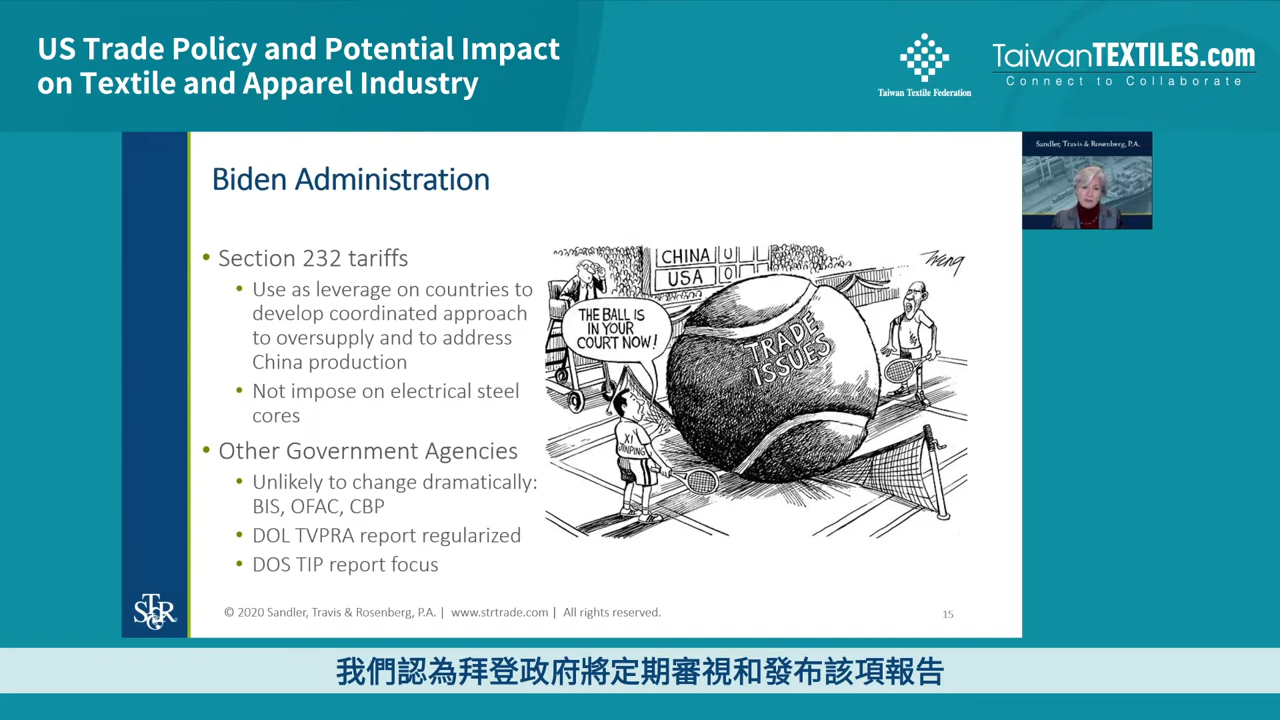 US Trade Policy and Potential Impact
on Textile and Apparel Industry
Taiwan Textile Federation
TaiwanTEXTILES.com
Connect to Collaborate
Sandler, Travis & Rosenberg, P.A.
Biden Administration
• Section 232 tariffs
• Use as leverage on countries to
develop coordinated approach
to oversupply and to address
China production
• Not impose on electrical steel
cores
• Other Government Agencies
• Unlikely to change dramatically:
BIS, OFAC, CBP
• DOL TVPRA report regularized
• DOS TIP report focus
CHINA 0
USA 0
THE BALL IS
IN YOUR
COURT NOW!
TRADE
ISSUES
XI
JINPING
STR
© 2020 Sandler, Travis & Rosenberg, P.A. | www.strtrade.com | All rights reserved.
15
我們認為拜登政府將定期審視和發布該項報告